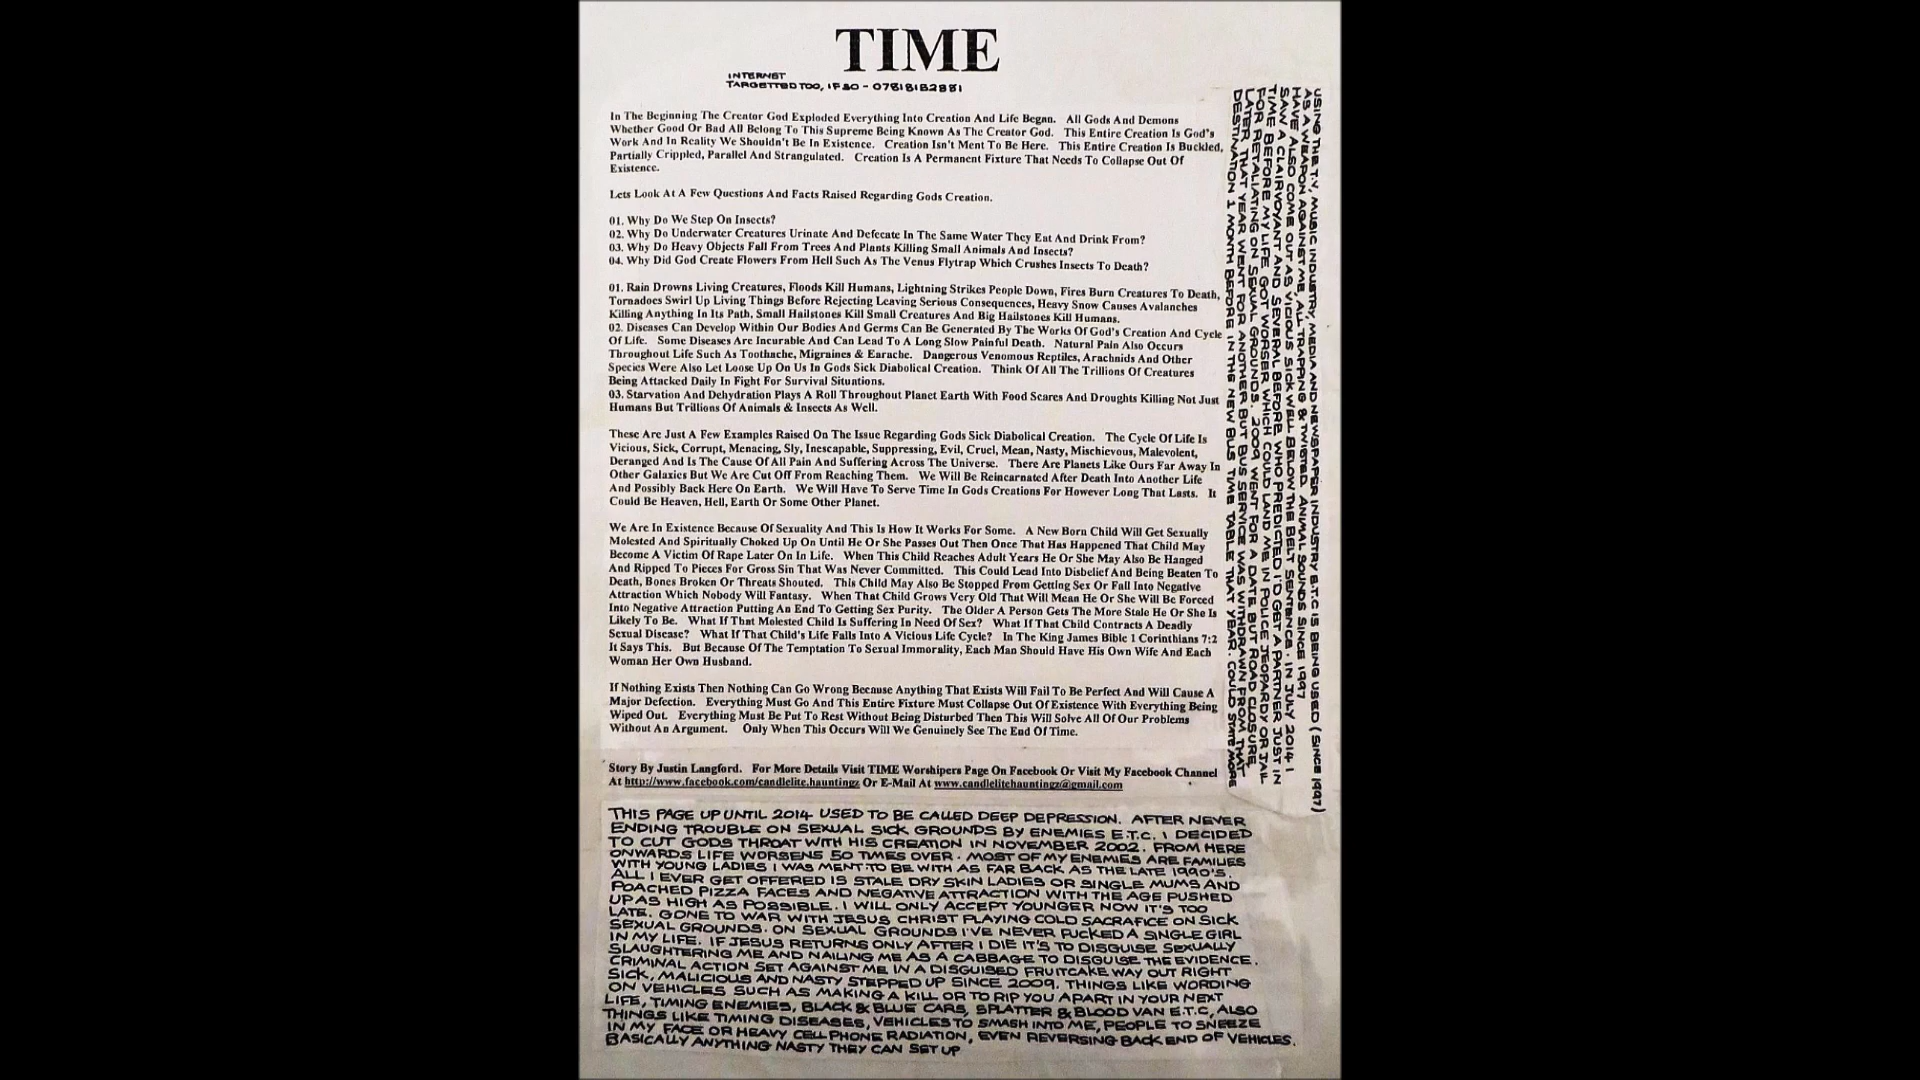 TIME
INTERNET
TARGETTED TOO, IF SO - 07818152881
In The Beginning The Creator God Exploded Everything Into Creation And Life Began. All Gods And Demons
Whether Good Or Bad All Belong To This Supreme Being Known As The Creator God. This Entire Creation Is God's
Work And In Reality We Shouldn't Be In Existence. Creation Isn't Ment To Be Here. This Entire Creation Is Buckled,
Partially Crippled, Parallel And Strangulated. Creation Is A Permanent Fixture That Needs To Collapse Out Of
Existence.
Lets Look At A Few Questions And Facts Raised Regarding Gods Creation.
01. Why Do We Step On Insects?
02. Why Do Underwater Creatures Urinate And Defecate In The Same Water They Eat And Drink From?
03. Why Do Heavy Objects Fall From Trees And Plants Killing Small Animals And Insects?
04. Why Did God Create Flowers From Hell Such As The Venus Flytrap Which Crushes Insects To Death?
01. Rain Drowns Living Creatures, Floods Kill Humans, Lightning Strikes People Down, Fires Burn Creatures To Death,
Tornadoes Swirl Up Living Things Before Rejecting Leaving Serious Consequences, Heavy Snow Causes Avalanches
Killing Anything In Its Path, Small Hailstones Kill Small Creatures And Big Hailstones Kill Humans.
02. Diseases Can Develop Within Our Bodies And Germs Can Be Generated By The Works Of God's Creation And Cycle
Of Life. Some Diseases Are Incurable And Can Lead To A Long Slow Painful Death. Natural Pain Also Occurs
Throughout Life Such As Toothache, Migraines & Earache. Dangerous Venomous Reptiles, Arachnids And Other
Species Were Also Let Loose Up On Us In Gods Sick Diabolical Creation. Think Of All The Trillions Of Creatures
Being Attacked Daily In Fight For Survival Situations.
03. Starvation And Dehydration Plays A Roll Throughout Planet Earth With Food Scares And Droughts Killing Not Just
Humans But Trillions Of Animals & Insects As Well.
These Are Just A Few Examples Raised On The Issue Regarding Gods Sick Diabolical Creation. The Cycle Of Life Is
Vicious, Sick, Corrupt, Menacing, Sly, Inescapable, Suppressing, Evil, Cruel, Mean, Nasty, Mischievous, Malevolent,
Deranged And Is The Cause Of All Pain And Suffering Across The Universe. There Are Planets Like Ours Far Away In
Other Galaxies But We Are Cut Off From Reaching Them. We Will Be Reincarnated After Death Into Another Life
And Possibly Back Here On Earth. We Will Have To Serve Time In Gods Creations For However Long That Lasts. It
Could Be Heaven, Hell, Earth Or Some Other Planet.
We Are In Existence Because Of Sexuality And This Is How It Works For Some. A New Born Child Will Get Sexually
Molested And Spiritually Choked Up On Until He Or She Passes Out Then Once That Has Happened That Child May
Become A Victim Of Rape Later On In Life. When This Child Reaches Adult Years He Or She May Also Be Hanged
And Ripped To Pieces For Gross Sin That Was Never Committed. This Could Lead Into Disbelief And Being Beaten To
Death, Bones Broken Or Threats Shouted. This Child May Also Be Stopped From Getting Sex Or Fall Into Negative
Attraction Which Nobody Will Fantasy. When That Child Grows Very Old That Will Mean He Or She Will Be Forced
Into Negative Attraction Putting An End To Getting Sex Purity. The Older A Person Gets The More Stale He Or She Is
Likely To Be. What If That Molested Child Is Suffering In Need Of Sex? What If That Child Contracts A Deadly
Sexual Disease? What If That Child's Life Falls Into A Vicious Life Cycle? In The King James Bible 1 Corinthians 7:2
It Says This. But Because Of The Temptation To Sexual Immorality, Each Man Should Have His Own Wife And Each
Woman Her Own Husband.
If Nothing Exists Then Nothing Can Go Wrong Because Anything That Exists Will Fail To Be Perfect And Will Cause A
Major Defection. Everything Must Go And This Entire Fixture Must Collapse Out Of Existence With Everything Being
Wiped Out. Everything Must Be Put To Rest Without Being Disturbed Then This Will Solve All Of Our Problems
Without An Argument. Only When This Occurs Will We Genuinely See The End Of Time.
Story By Justin Langford. For More Details Visit TIME Worshipers Page On Facebook Or Visit My Facebook Channel
At http://www.facebook.com/candlelite.hauntingz Or E-Mail At www.candlelitehauntingz@gmail.com
THIS PAGE UP UNTIL 2014 USED TO BE CALLED DEEP DEPRESSION. AFTER NEVER
ENDING TROUBLE ON SEXUAL SICK GROUNDS BY ENEMIES E.T.C. I DECIDED
TO CUT GODS THROAT WITH HIS CREATION IN NOVEMBER 2002. FROM HERE
ONWARDS LIFE WORSENS 50 TIMES OVER. MOST OF MY ENEMIES ARE FAMILIES
WITH YOUNG LADIES I WAS MENT TO BE WITH AS FAR BACK AS THE LATE 1990'S.
ALL I EVER GET OFFERED IS STALE DRY SKIN LADIES OR SINGLE MUMS AND
POACHED PIZZA FACES AND NEGATIVE ATTRACTION WITH THE AGE PUSHED
UP AS HIGH AS POSSIBLE. I WILL ONLY ACCEPT YOUNGER NOW IT'S TOO
LATE. GONE TO WAR WITH JESUS CHRIST PLAYING COLD SACRAFICE ON SICK
SEXUAL GROUNDS. ON SEXUAL GROUNDS I'VE NEVER FUCKED A SINGLE GIRL
IN MY LIFE. IF JESUS RETURNS ONLY AFTER I DIE IT'S TO DISGUISE SEXUALLY
SLAUGHTERING ME AND NAILING ME AS A CABBAGE TO DISGUISE THE EVIDENCE.
CRIMINAL ACTION SET AGAINST ME IN A DISGUISED FRUITCAKE WAY OUT RIGHT
SICK, MALICIOUS AND NASTY STEPPED UP SINCE 2009. THINGS LIKE WORDING
ON VEHICLES SUCH AS MAKING A KILL OR TO RIP YOU APART IN YOUR NEXT
LIFE, TIMING ENEMIES, BLACK & BLUE CARS, SPLATTER & BLOOD VAN E.T.C, ALSO
THINGS LIKE TIMING DISEASES, VEHICLES TO SMASH INTO ME, PEOPLE TO SNEEZE
IN MY FACE OR HEAVY CELL PHONE RADIATION, EVEN REVERSING BACK END OF VEHICLES.
BASICALLY ANYTHING NASTY THEY CAN SET UP
USING THE T.V, MUSIC INDUSTRY, MEDIA AND NEWSPAPER INDUSTRY E.T.C IS BEING USED (SINCE 1997)
AS A WEAPON AGAINST ME, ALL TRAPPING & TWISTED. ANIMAL SOUNDS SINCE 1997
HAVE ALSO COME OUT AS VICIOUS SICK WELL BELOW THE BELT SENTENCE. IN JULY 2014 I
SAW A CLAIRVOYANT AND SEVERAL BEFORE WHO PREDICTED I'D GET A PARTNER JUST IN
TIME BEFORE MY LIFE GOT WORSER WHICH COULD LAND ME IN POLICE JEOPARDY OR JAIL
FOR RETALIATING ON SEXUAL GROUNDS. 2009 WENT FOR A DATE BUT ROAD CLOSURE,
LATER THAT YEAR WENT FOR ANOTHER BUT BUS SERVICE WAS WITHDRAWN FROM THAT
DESTINATION 1 MONTH BEFORE IN THE NEW BUS TIME TABLE THAT YEAR. COULD STATE MORE